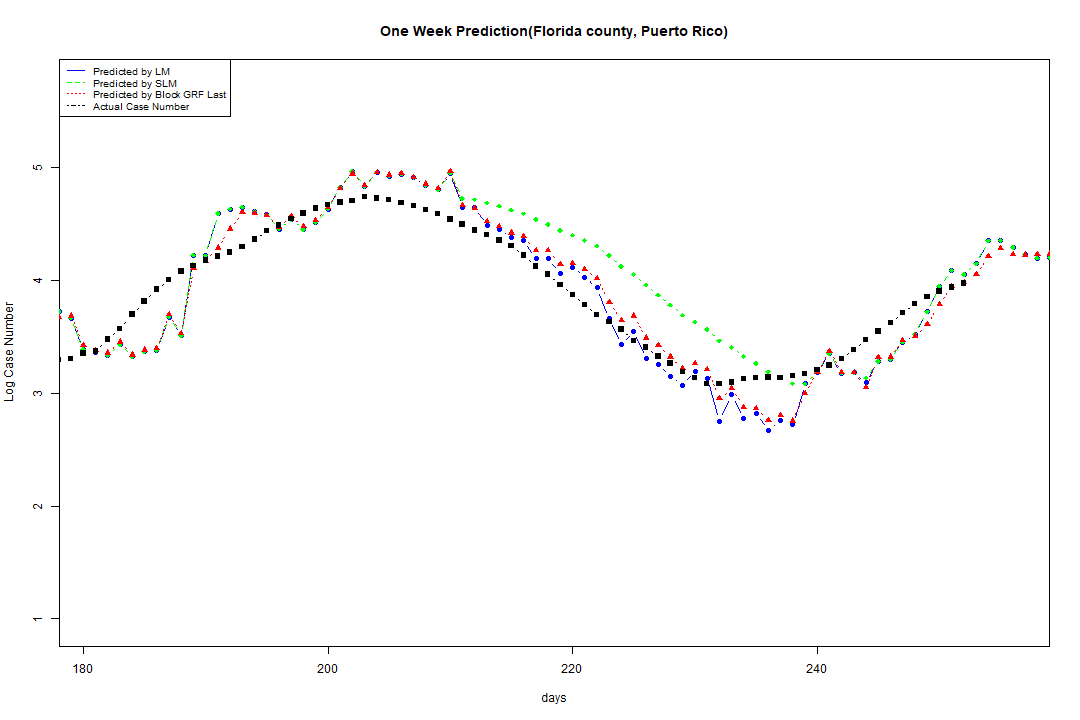 One Week Prediction(Florida county, Puerto Rico)
Predicted by LM
Predicted by SLM
Predicted by Block GRF Last
Actual Case Number
5
4
3
2
1
Log Case Number
180 200 220 240
days